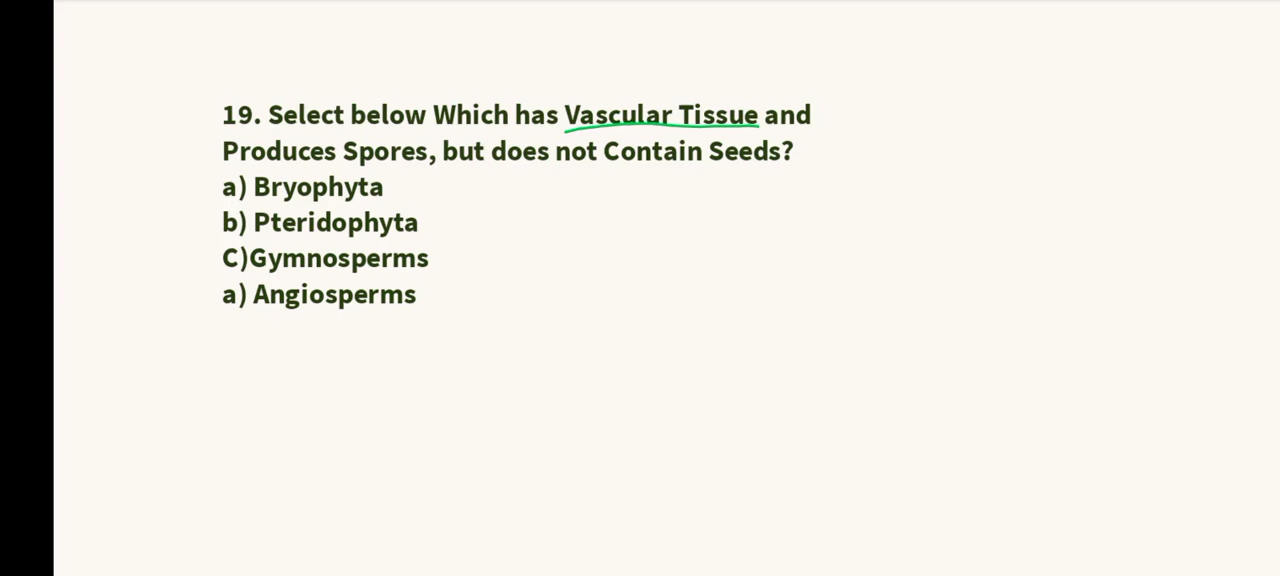 19. Select below Which has Vascular Tissue and
Produces Spores, but does not Contain Seeds?
a) Bryophyta
b) Pteridophyta
C)Gymnosperms
a) Angiosperms